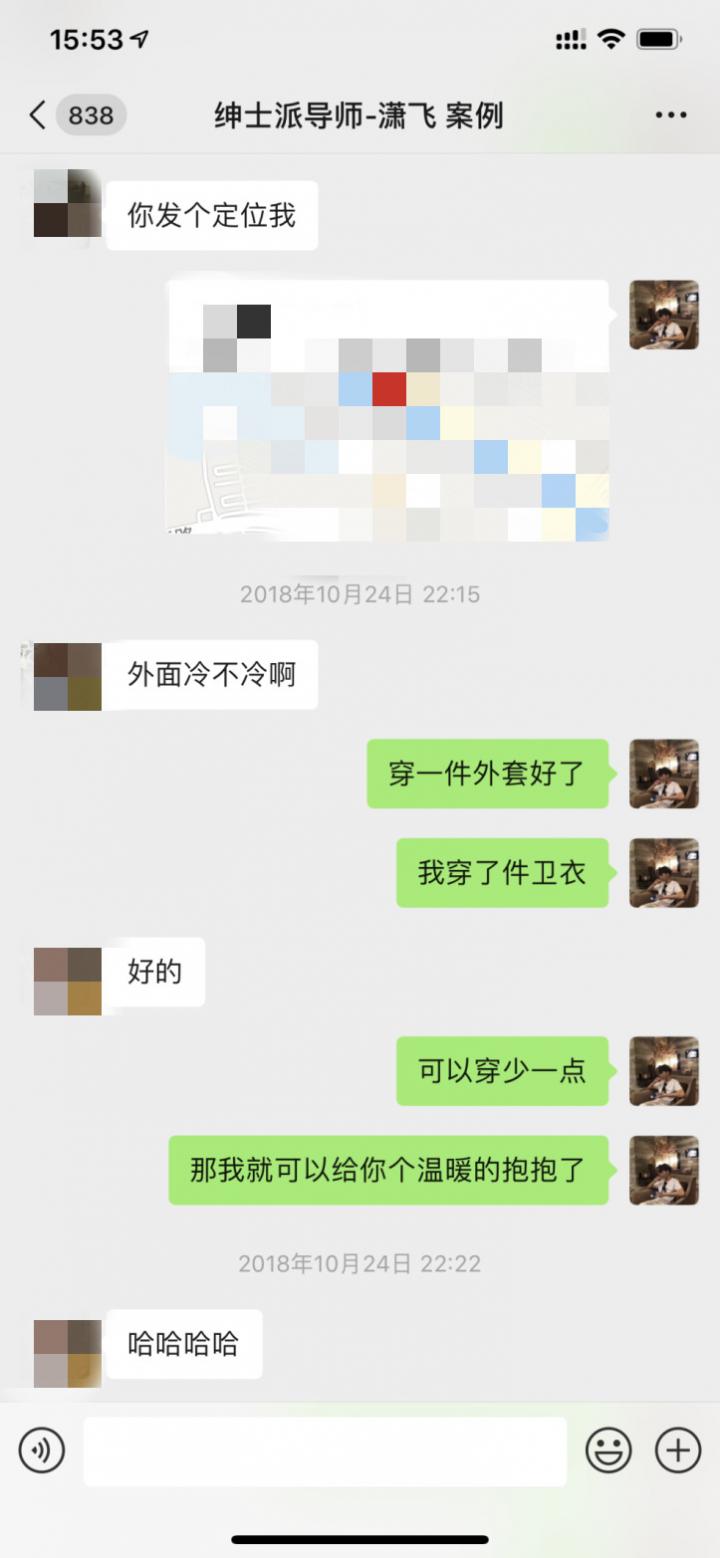 15:53
838
绅士派导师-潇飞 案例
你发个定位我
2018年10月24日 22:15
外面冷不冷啊
穿一件外套好了
我穿了件卫衣
好的
可以穿少一点
那我就可以给你个温暖的抱抱了
2018年10月24日 22:22
哈哈哈哈